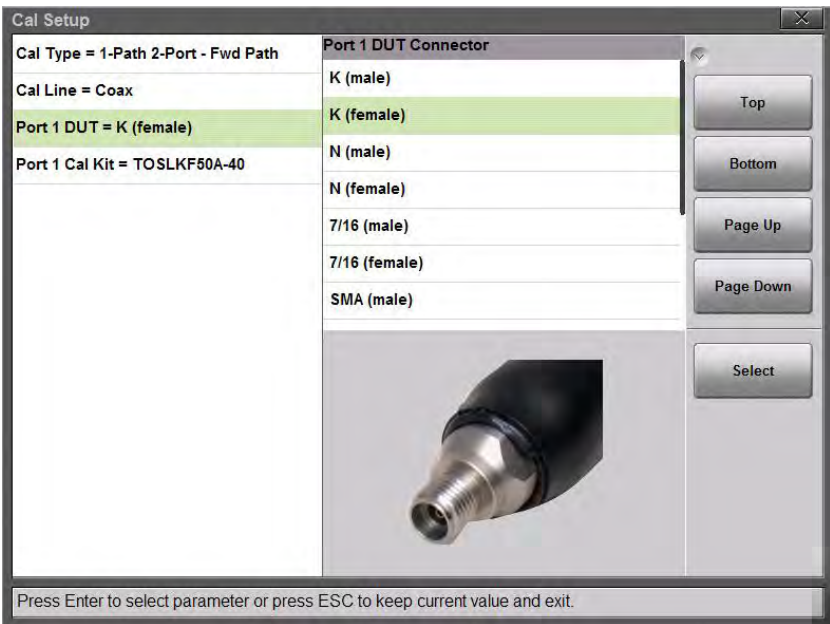 Cal Setup
Cal Type = 1-Path 2-Port - Fwd Path
Cal Line = Coax
Port 1 DUT = K (female)
Port 1 Cal Kit = TOSLKF50A-40
Port 1 DUT Connector
K (male)
K (female)
N (male)
N (female)
7/16 (male)
7/16 (female)
SMA (male)
Top
Bottom
Page Up
Page Down
Select
Press Enter to select parameter or press ESC to keep current value and exit.